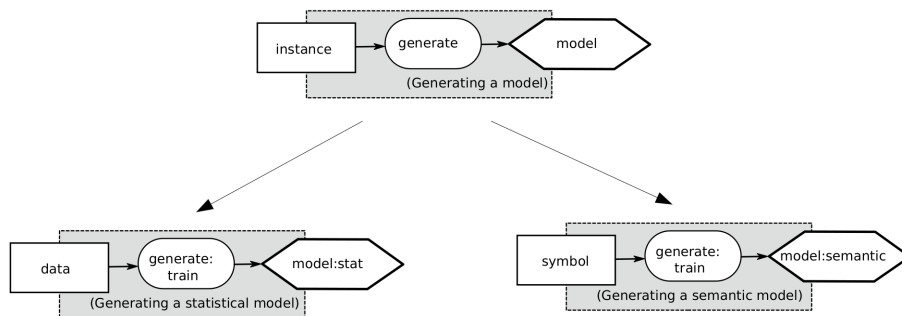 instance
generate
model
(Generating a model)
data
generate:
train
model:stat
(Generating a statistical model)
symbol
generate:
train
model:semantic
(Generating a semantic model)